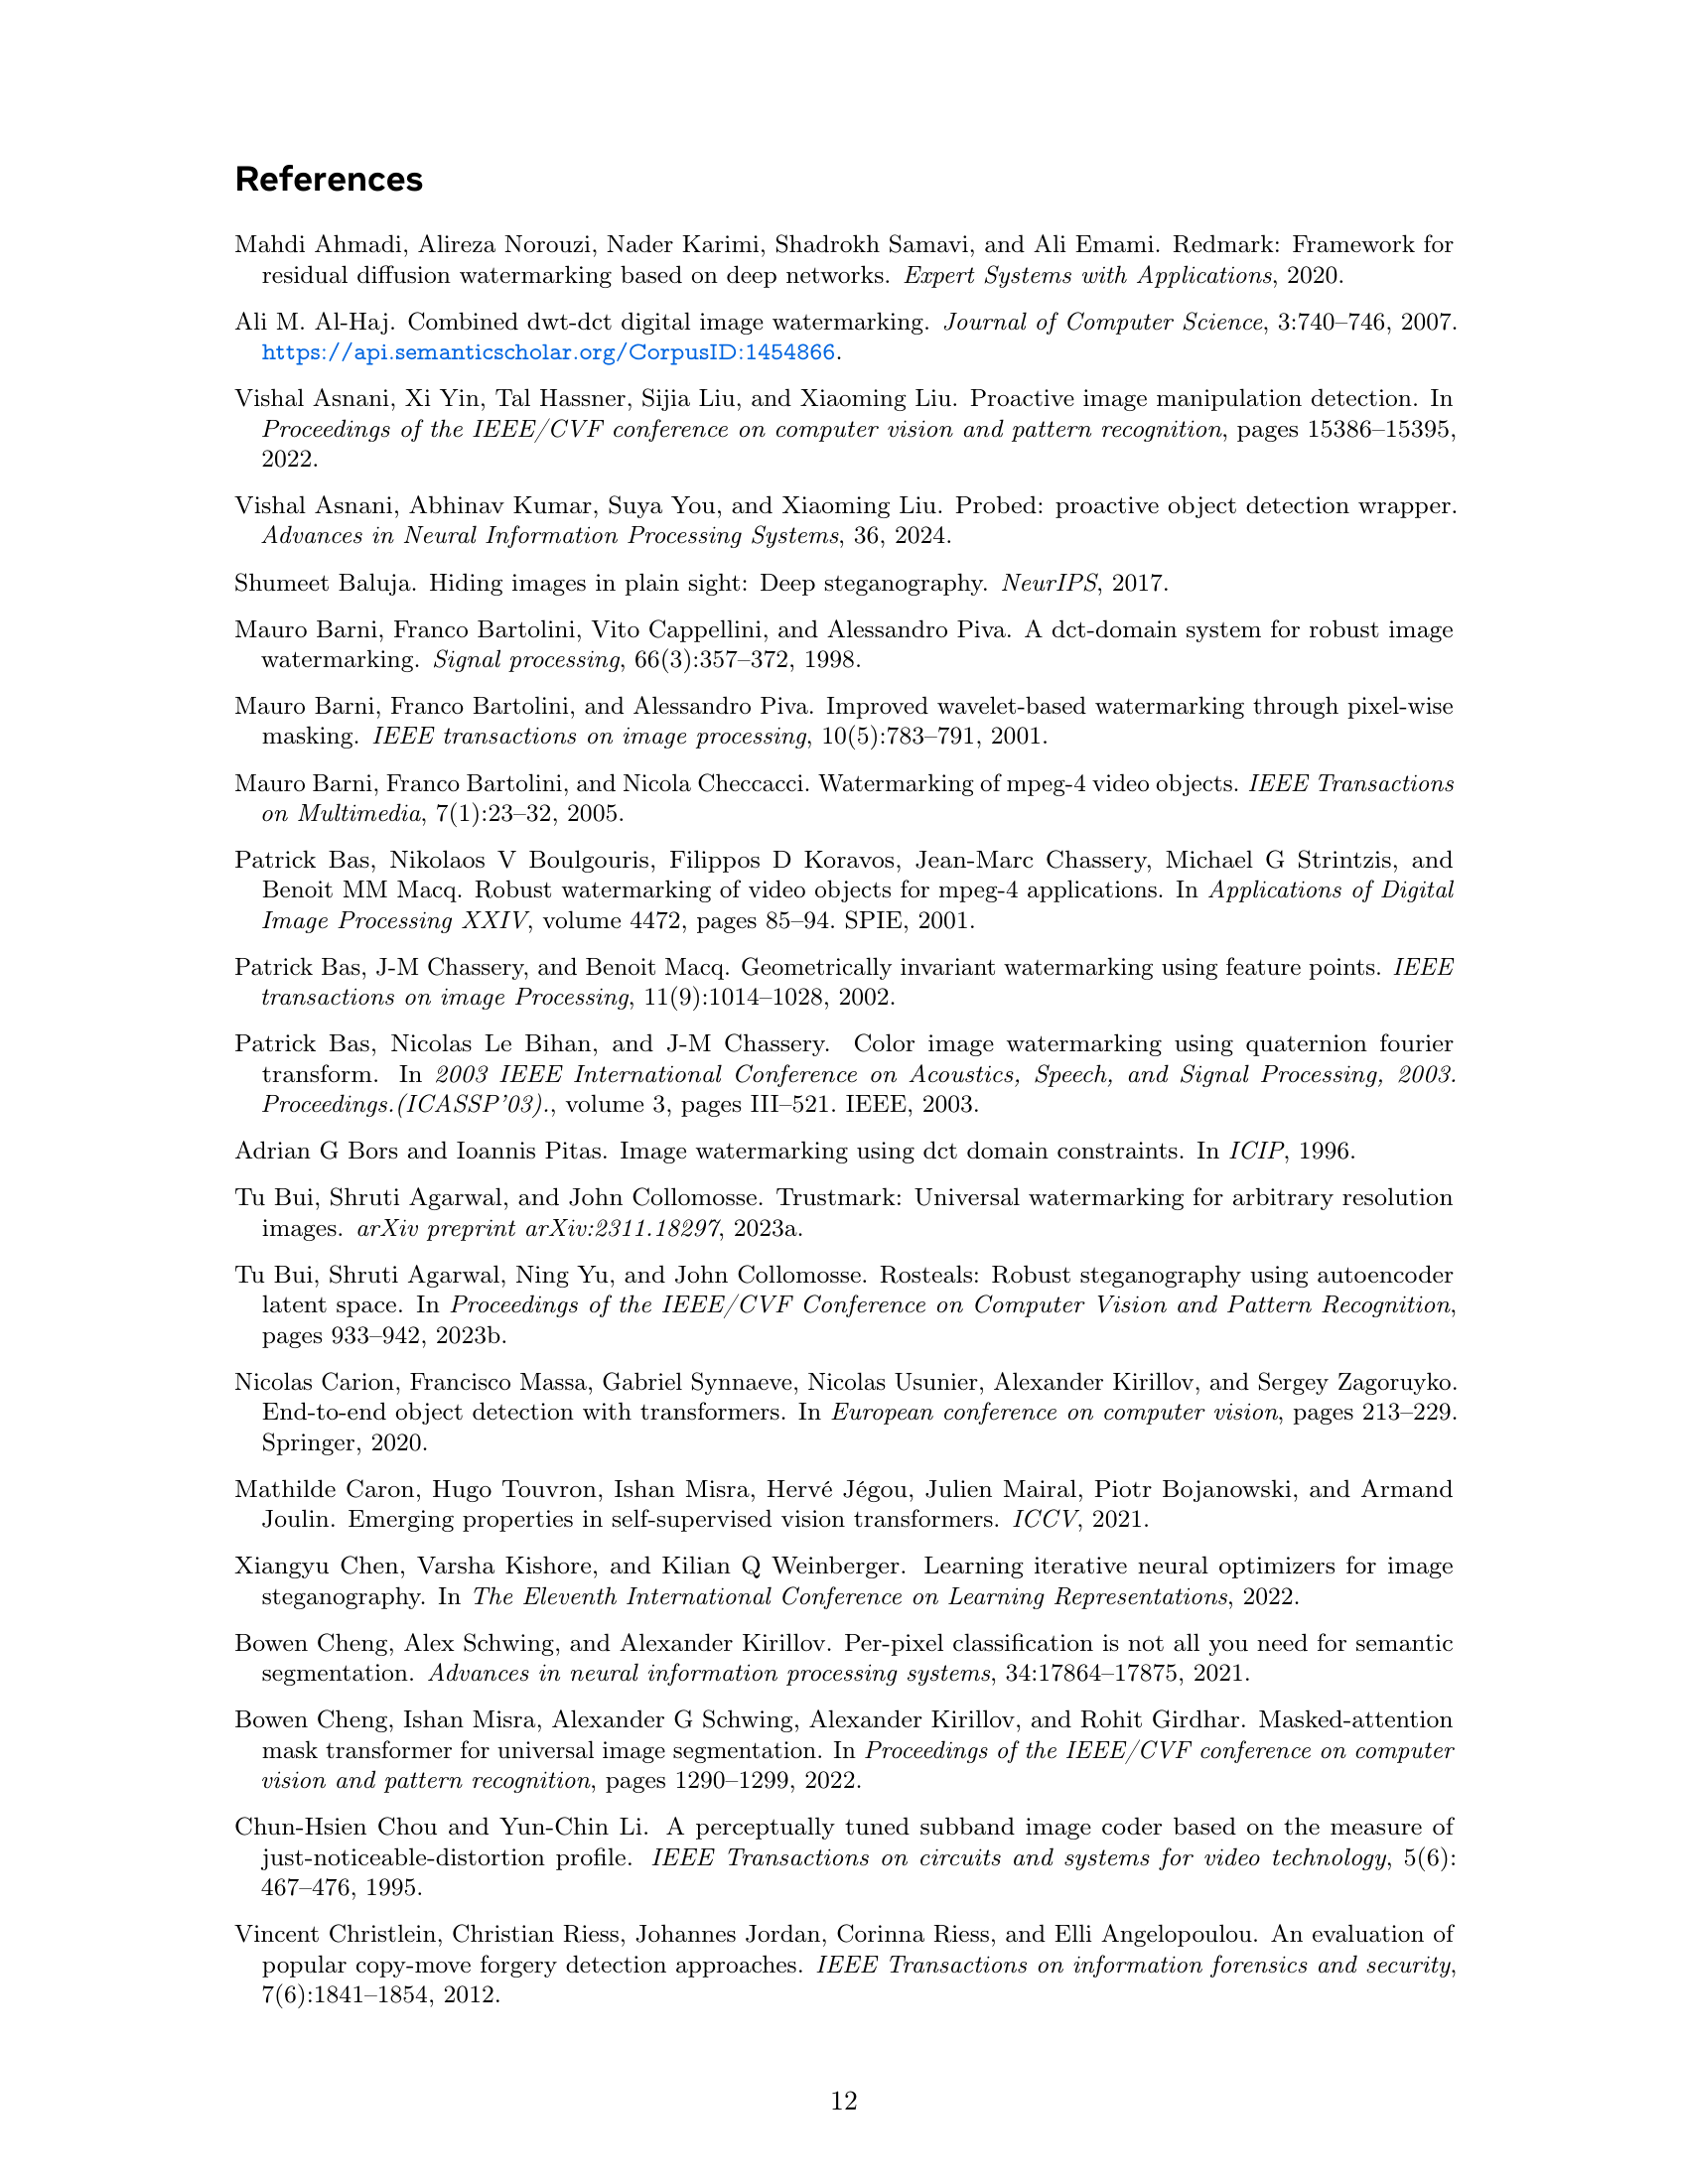 References
Mahdi Ahmadi, Alireza Norouzi, Nader Karimi, Shadrokh Samavi, and Ali Emami. Redmark: Framework for
residual diffusion watermarking based on deep networks. Expert Systems with Applications, 2020.
Ali M. Al-Haj. Combined dwt-dct digital image watermarking. Journal of Computer Science, 3:740–746, 2007.
https://api.semanticscholar.org/CorpusID:1454866.
Vishal Asnani, Xi Yin, Tal Hassner, Sijia Liu, and Xiaoming Liu. Proactive image manipulation detection. In
Proceedings of the IEEE/CVF conference on computer vision and pattern recognition, pages 15386–15395,
2022.
Vishal Asnani, Abhinav Kumar, Suya You, and Xiaoming Liu. Probed: proactive object detection wrapper.
Advances in Neural Information Processing Systems, 36, 2024.
Shumeet Baluja. Hiding images in plain sight: Deep steganography. NeurIPS, 2017.
Mauro Barni, Franco Bartolini, Vito Cappellini, and Alessandro Piva. A dct-domain system for robust image
watermarking. Signal processing, 66(3):357–372, 1998.
Mauro Barni, Franco Bartolini, and Alessandro Piva. Improved wavelet-based watermarking through pixel-wise
masking. IEEE transactions on image processing, 10(5):783–791, 2001.
Mauro Barni, Franco Bartolini, and Nicola Checcacci. Watermarking of mpeg-4 video objects. IEEE Transactions
on Multimedia, 7(1):23–32, 2005.
Patrick Bas, Nikolaos V Boulgouris, Filippos D Koravos, Jean-Marc Chassery, Michael G Strintzis, and
Benoit MM Macq. Robust watermarking of video objects for mpeg-4 applications. In Applications of Digital
Image Processing XXIV, volume 4472, pages 85–94. SPIE, 2001.
Patrick Bas, J-M Chassery, and Benoit Macq. Geometrically invariant watermarking using feature points. IEEE
transactions on image Processing, 11(9):1014–1028, 2002.
Patrick Bas, Nicolas Le Bihan, and J-M Chassery. Color image watermarking using quaternion fourier
transform. In 2003 IEEE International Conference on Acoustics, Speech, and Signal Processing, 2003.
Proceedings.(ICASSP'03)., volume 3, pages III–521. IEEE, 2003.
Adrian G Bors and Ioannis Pitas. Image watermarking using dct domain constraints. In ICIP, 1996.
Tu Bui, Shruti Agarwal, and John Collomosse. Trustmark: Universal watermarking for arbitrary resolution
images. arXiv preprint arXiv:2311.18297, 2023a.
Tu Bui, Shruti Agarwal, Ning Yu, and John Collomosse. Rosteals: Robust steganography using autoencoder
latent space. In Proceedings of the IEEE/CVF Conference on Computer Vision and Pattern Recognition,
pages 933–942, 2023b.
Nicolas Carion, Francisco Massa, Gabriel Synnaeve, Nicolas Usunier, Alexander Kirillov, and Sergey Zagoruyko.
End-to-end object detection with transformers. In European conference on computer vision, pages 213–229.
Springer, 2020.
Mathilde Caron, Hugo Touvron, Ishan Misra, Hervé Jégou, Julien Mairal, Piotr Bojanowski, and Armand
Joulin. Emerging properties in self-supervised vision transformers. ICCV, 2021.
Xiangyu Chen, Varsha Kishore, and Kilian Q Weinberger. Learning iterative neural optimizers for image
steganography. In The Eleventh International Conference on Learning Representations, 2022.
Bowen Cheng, Alex Schwing, and Alexander Kirillov. Per-pixel classification is not all you need for semantic
segmentation. Advances in neural information processing systems, 34:17864–17875, 2021.
Bowen Cheng, Ishan Misra, Alexander G Schwing, Alexander Kirillov, and Rohit Girdhar. Masked-attention
mask transformer for universal image segmentation. In Proceedings of the IEEE/CVF conference on computer
vision and pattern recognition, pages 1290–1299, 2022.
Chun-Hsien Chou and Yun-Chin Li. A perceptually tuned subband image coder based on the measure of
just-noticeable-distortion profile. IEEE Transactions on circuits and systems for video technology, 5(6):
467–476, 1995.
Vincent Christlein, Christian Riess, Johannes Jordan, Corinna Riess, and Elli Angelopoulou. An evaluation of
popular copy-move forgery detection approaches. IEEE Transactions on information forensics and security,
7(6):1841–1854, 2012.
12